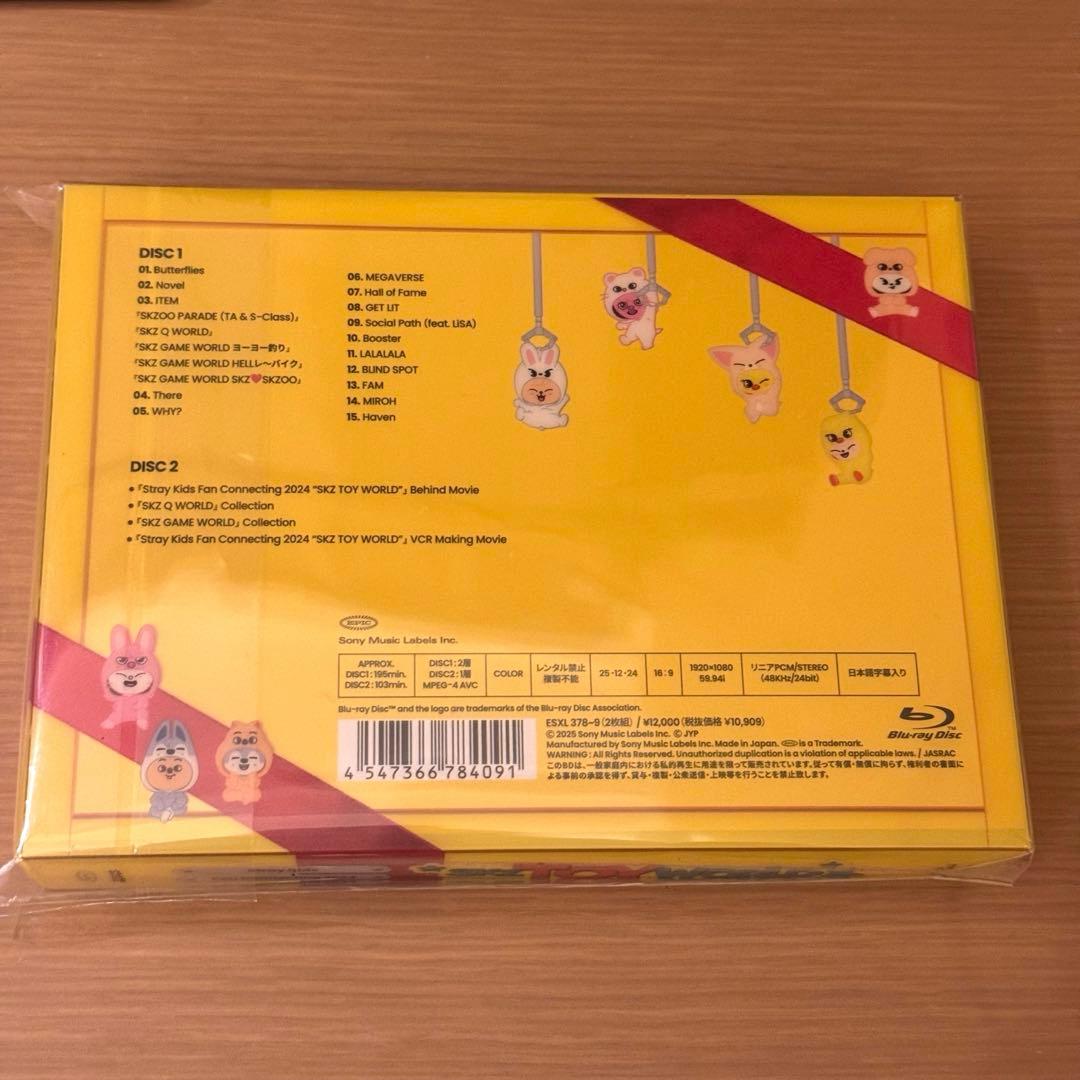 DISC 1
01. Butterflies
02. Novel
03. ITEM
『SKZOO PARADE (TA & S-Class)』
『SKZ Q WORLD』
『SKZ GAME WORLD ヨーヨー釣り』
『SKZ GAME WORLD HELLレ〜バイク』
『SKZ GAME WORLD SKZ♥SKZOO』
04. There
05. WHY?
06. MEGAVERSE
07. Hall of Fame
08. GET LIT
09. Social Path (feat. LiSA)
10. Booster
11. LALALALA
12. BLIND SPOT
13. FAM
14. MIROH
15. Haven
DISC 2
• 『Stray Kids Fan Connecting 2024 “SKZ TOY WORLD”』 Behind Movie
• 『SKZ Q WORLD』 Collection
• 『SKZ GAME WORLD』 Collection
• 『Stray Kids Fan Connecting 2024 “SKZ TOY WORLD”』 VCR Making Movie
EPIC
Sony Music Labels Inc.
APPROX.
DISC1 : 195min.
DISC2 : 103min.
DISC1 : 2層
DISC2 : 1層
MPEG-4 AVC
COLOR
レンタル禁止
複製不能
25・12・24
16 : 9
1920×1080
59.94i
リニアPCM/STEREO
(48KHz/24bit)
日本語字幕入り
Blu-ray Disc™ and the logo are trademarks of the Blu-ray Disc Association.
4 547366 784091
ESXL 378~9 (2枚組) / ¥12,000 (税抜価格 ¥10,909)
© 2025 Sony Music Labels Inc. © JYP
Manufactured by Sony Music Labels Inc. Made in Japan. EPIC is a Trademark.
WARNING : All Rights Reserved. Unauthorized duplication is a violation of applicable laws. / JASRAC
このBDは、一般家庭内における私的再生に用途を限って販売されています。従って有償・無償に拘らず、権利者の書面に
よる事前の承諾を得ず、賃与・複製・公衆送信・上映等を行うことを禁止致します。
Blu-ray Disc
SKZ TOY WORLD